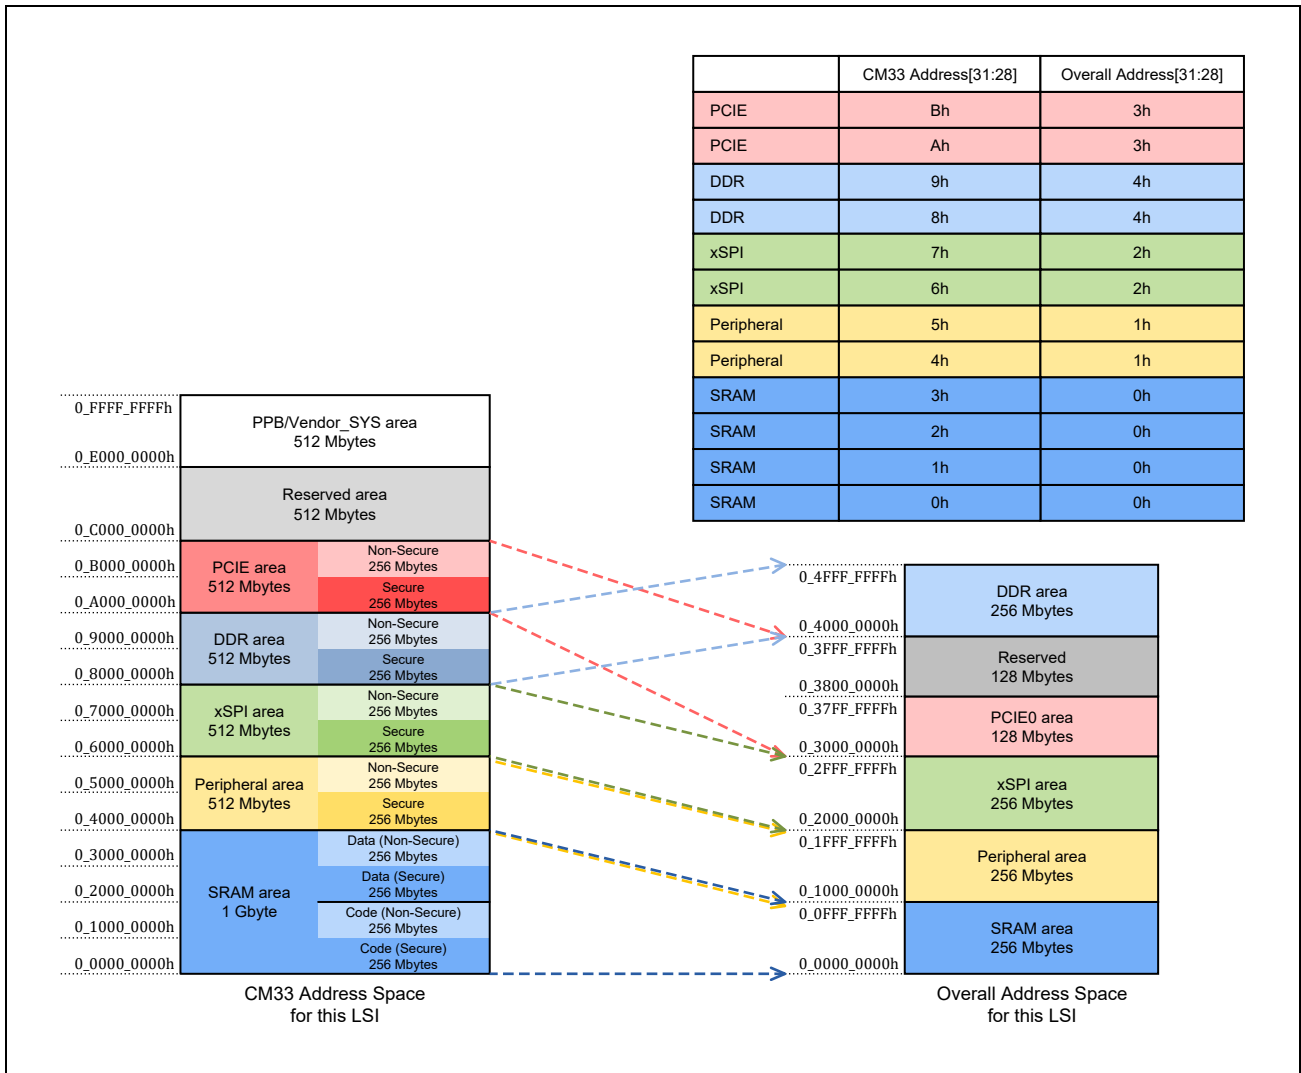 CM33 Address[31:28] Overall Address[31:28]
PCIE Bh 3h
PCIE Ah 3h
DDR 9h 4h
DDR 8h 4h
xSPI 7h 2h
xSPI 6h 2h
Peripheral 5h 1h
Peripheral 4h 1h
SRAM 3h 0h
SRAM 2h 0h
SRAM 1h 0h
SRAM 0h 0h
0_FFFF_FFFFh
PPB/Vendor_SYS area
512 Mbytes
0_E000_0000h
Reserved area
512 Mbytes
0_C000_0000h
PCIE area
512 Mbytes
Non-Secure
256 Mbytes
0_B000_0000h
Secure
256 Mbytes
0_A000_0000h
DDR area
512 Mbytes
Non-Secure
256 Mbytes
0_9000_0000h
Secure
256 Mbytes
0_8000_0000h
xSPI area
512 Mbytes
Non-Secure
256 Mbytes
0_7000_0000h
Secure
256 Mbytes
0_6000_0000h
Peripheral area
512 Mbytes
Non-Secure
256 Mbytes
0_5000_0000h
Secure
256 Mbytes
0_4000_0000h
SRAM area
1 Gbyte
Data (Non-Secure)
256 Mbytes
0_3000_0000h
Data (Secure)
256 Mbytes
0_2000_0000h
Code (Non-Secure)
256 Mbytes
0_1000_0000h
Code (Secure)
256 Mbytes
0_0000_0000h
CM33 Address Space
for this LSI
0_4FFF_FFFFh
DDR area
256 Mbytes
0_4000_0000h
0_3FFF_FFFFh
Reserved
128 Mbytes
0_3800_0000h
0_37FF_FFFFh
PCIE0 area
128 Mbytes
0_3000_0000h
0_2FFF_FFFFh
xSPI area
256 Mbytes
0_2000_0000h
0_1FFF_FFFFh
Peripheral area
256 Mbytes
0_1000_0000h
0_0FFF_FFFFh
SRAM area
256 Mbytes
0_0000_0000h
Overall Address Space
for this LSI